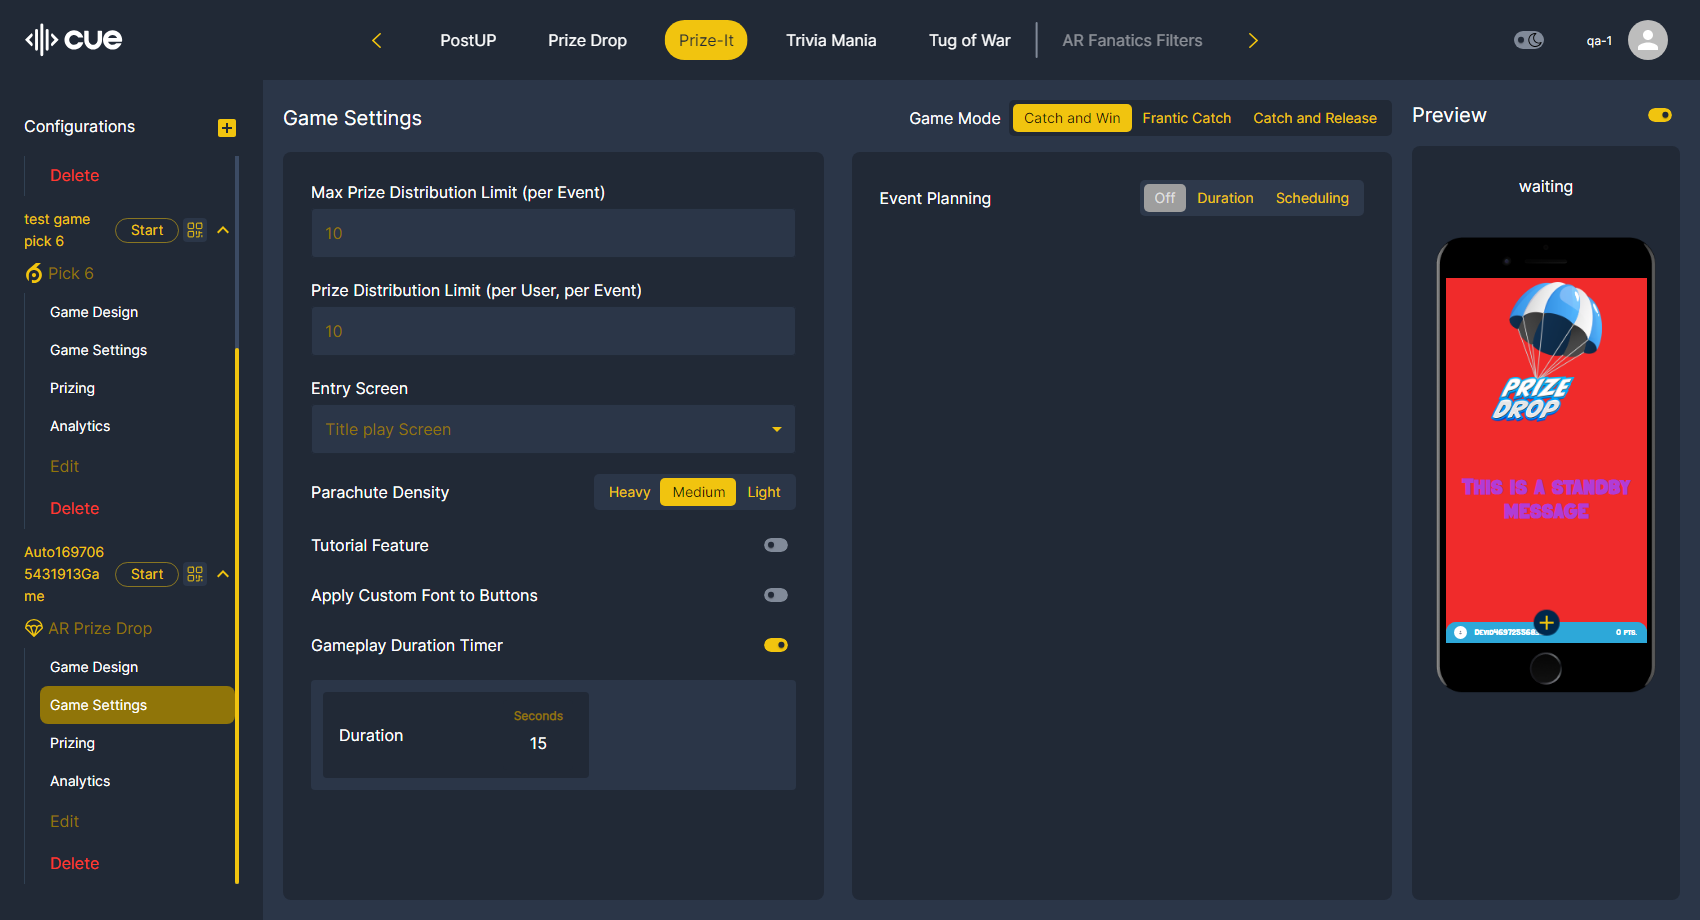 cue
PostUP
Prize Drop
Prize-It
Trivia Mania
Tug of War
AR Fanatics Filters
qa-1
Configurations
Delete
test game
pick 6
Start
Pick 6
Game Design
Game Settings
Prizing
Analytics
Edit
Delete
Auto169706
5431913Ga
me
Start
AR Prize Drop
Game Design
Game Settings
Prizing
Analytics
Edit
Delete
Game Settings
Game Mode
Catch and Win
Frantic Catch
Catch and Release
Max Prize Distribution Limit (per Event)
10
Prize Distribution Limit (per User, per Event)
10
Entry Screen
Title play Screen
Parachute Density
Heavy
Medium
Light
Tutorial Feature
Apply Custom Font to Buttons
Gameplay Duration Timer
Duration
Seconds
15
Event Planning
Off
Duration
Scheduling
Preview
waiting
PRIZE
DROP
THIS IS A STANDBY
MESSAGE
0 PTS.